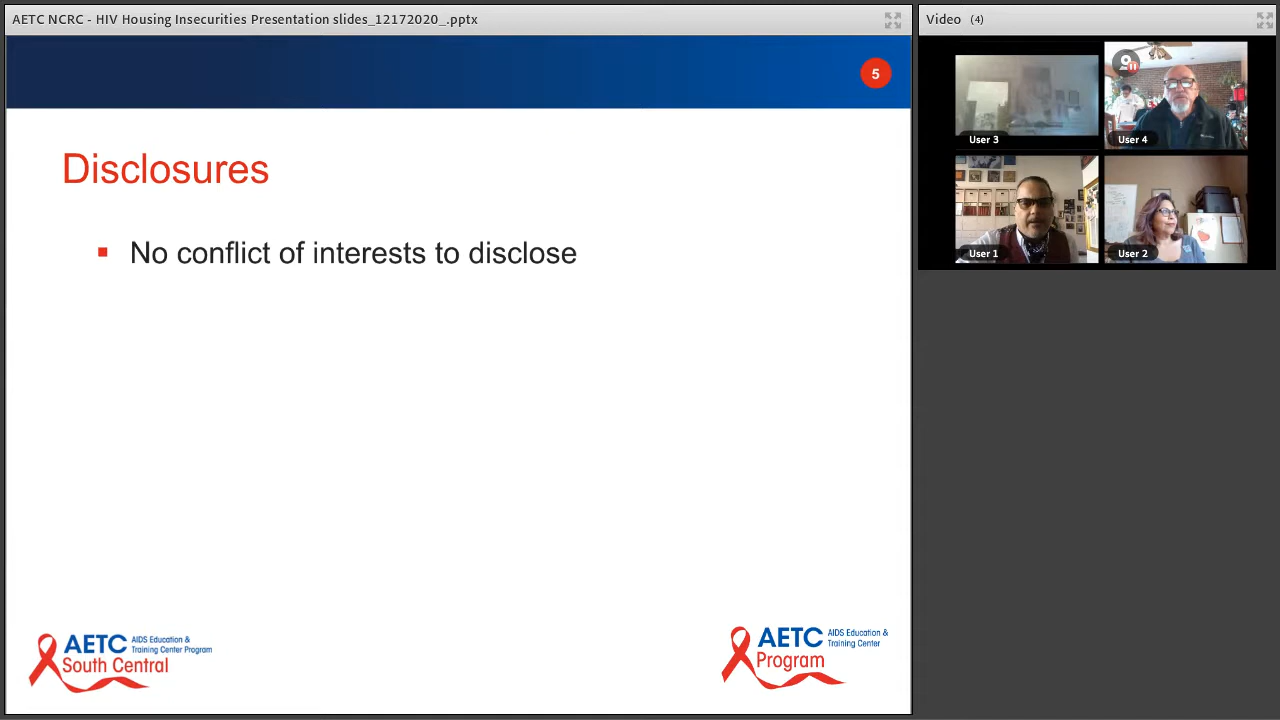 AETC NCRC - HIV Housing Insecurities Presentation slides_12172020_.pptx
5
Disclosures
No conflict of interests to disclose
AETC AIDS Education &
Training Center Program
South Central
AETC AIDS Education &
Training Center
Program
Video (4)
User 3
User 4
User 1
User 2